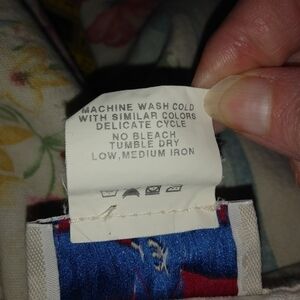 MACHINE WASH COLD
WITH SIMILAR COLORS
DELICATE CYCLE
NO BLEACH
TUMBLE DRY
LOW,MEDIUM IRON